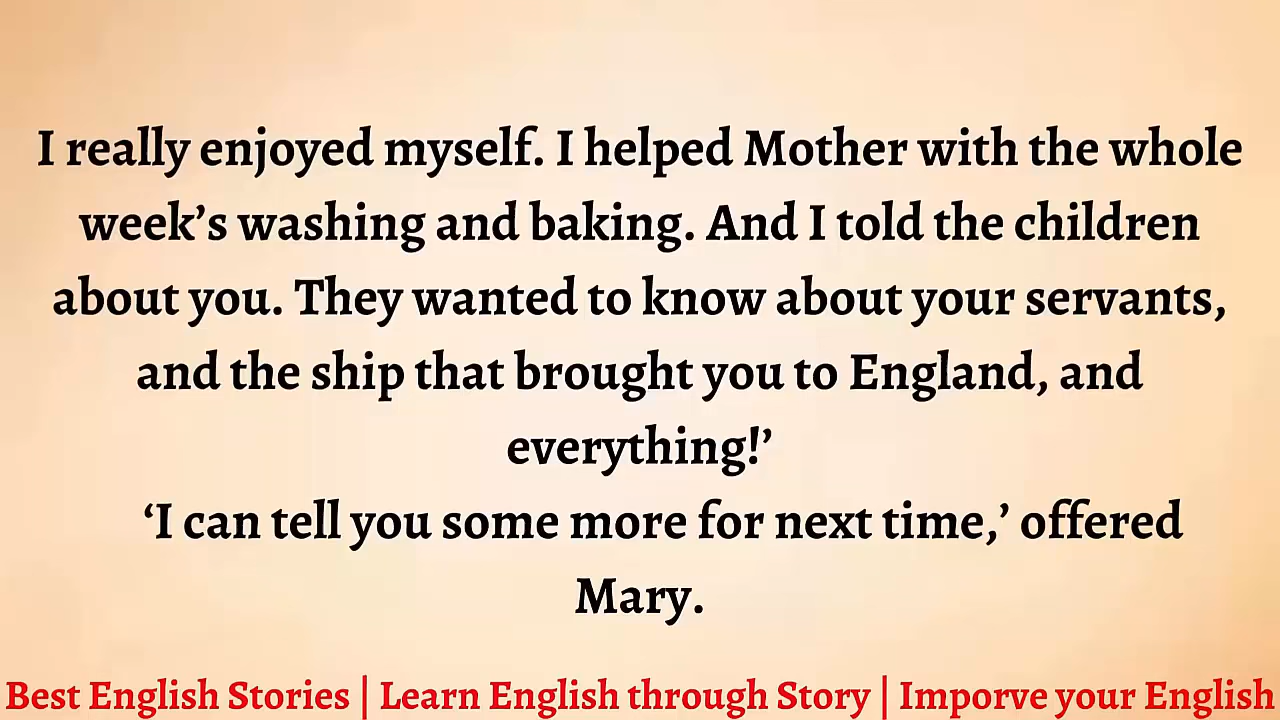 I really enjoyed myself. I helped Mother with the whole
week’s washing and baking. And I told the children
about you. They wanted to know about your servants,
and the ship that brought you to England, and
everything!’
‘I can tell you some more for next time,’ offered
Mary.
Best English Stories | Learn English through Story | Imporve your English